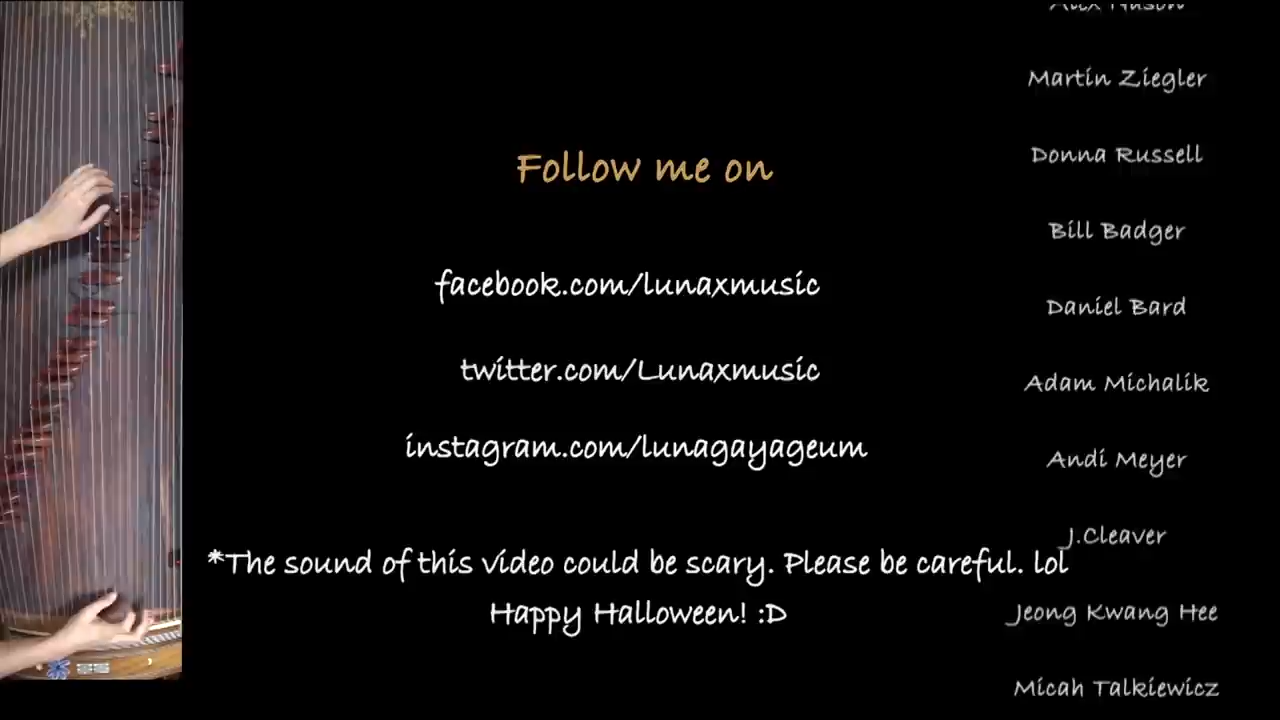 Martin Ziegler
Donna Russell
Follow me on
Bill Badger
facebook.com/lunaxmusic
Daniel Bard
twitter.com/Lunaxmusic
Adam Michalik
instagram.com/lunagayageum
Andi Meyer
J.Cleaver
*The sound of this video could be scary. Please be careful. lol
Happy Halloween! :D
Jeong Kwang Hee
Micah Talkiewicz